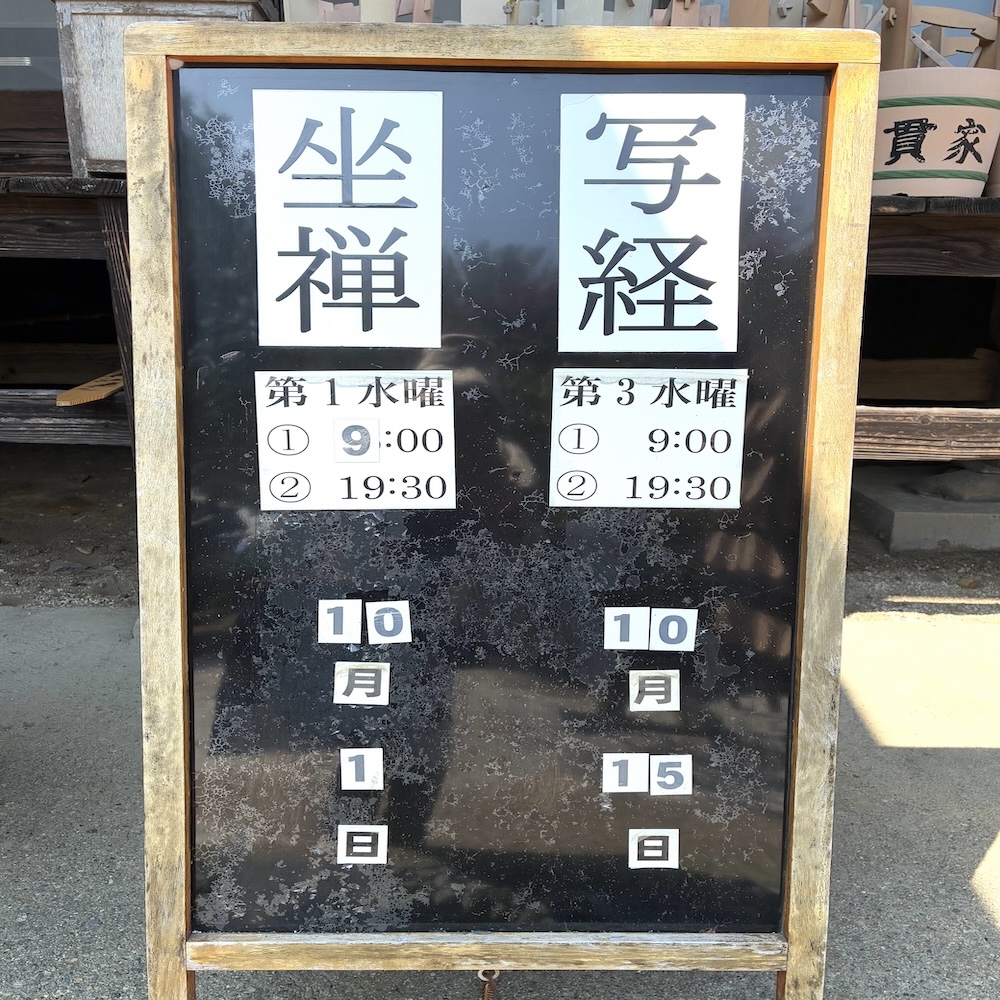 写経
第3水曜
① 9:00
② 19:30
10
月
15
日
坐禅
第1水曜
① 9:00
② 19:30
10
月
1
日
貫家